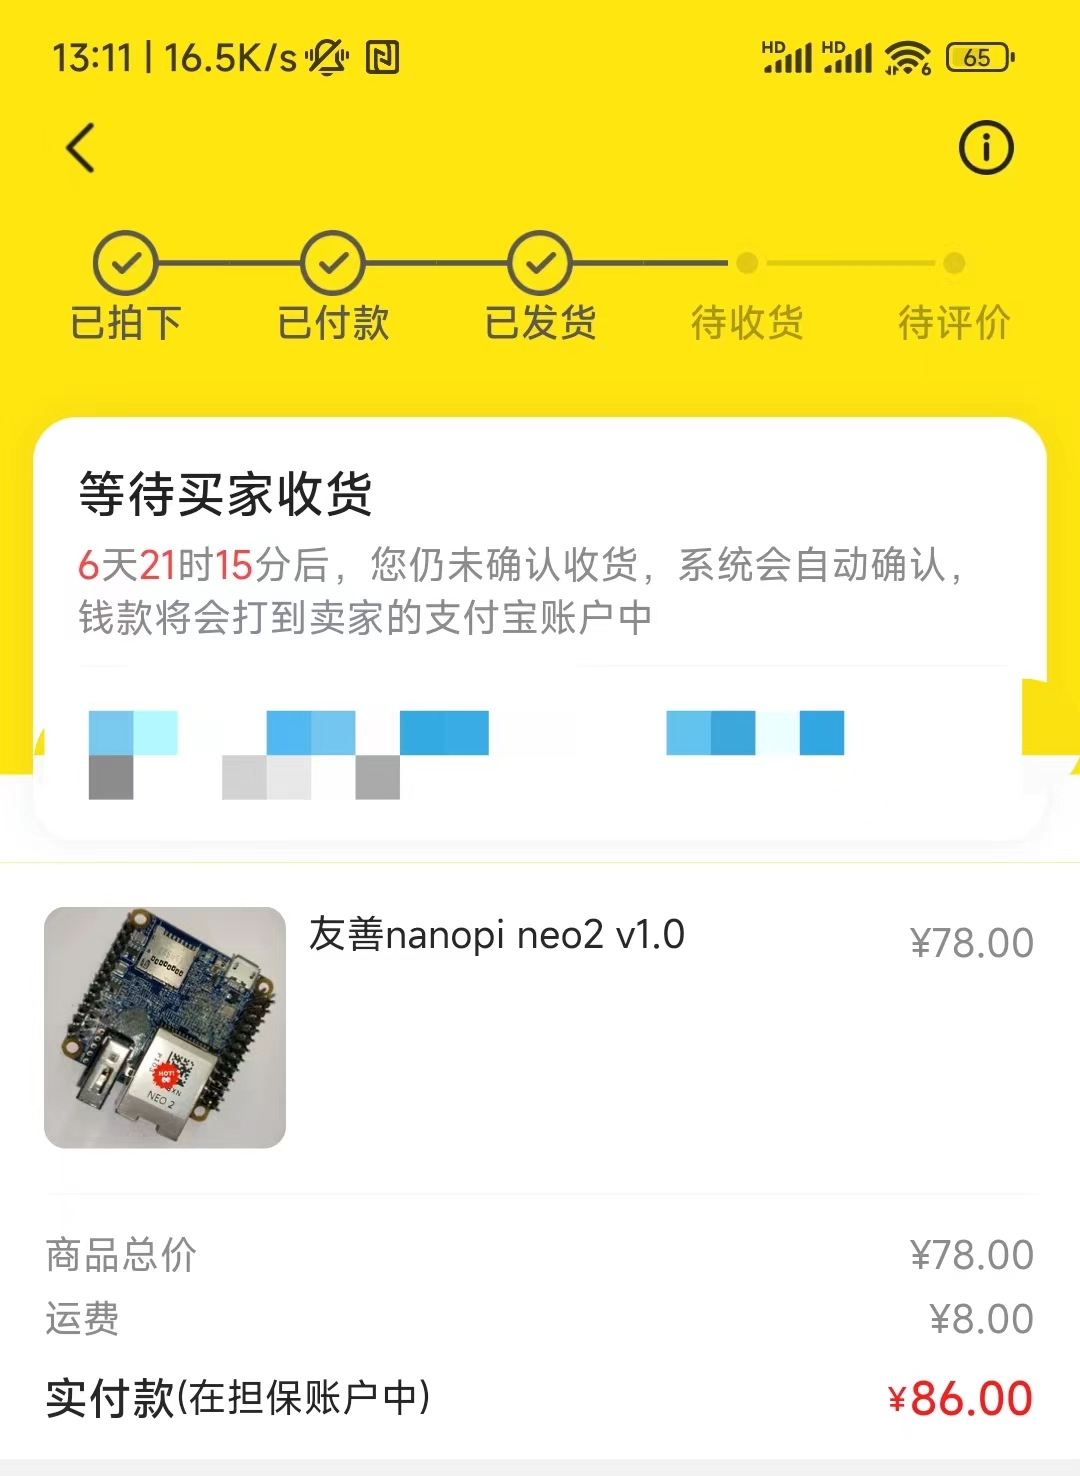 13:11 | 16.5K/s HD HD 6 65
已拍下 已付款 已发货 待收货 待评价
等待买家收货
6天21时15分后，您仍未确认收货，系统会自动确认，
钱款将会打到卖家的支付宝账户中
友善nanopi neo2 v1.0 ¥78.00
HOT!
NEO 2
商品总价 ¥78.00
运费 ¥8.00
实付款(在担保账户中) ¥86.00